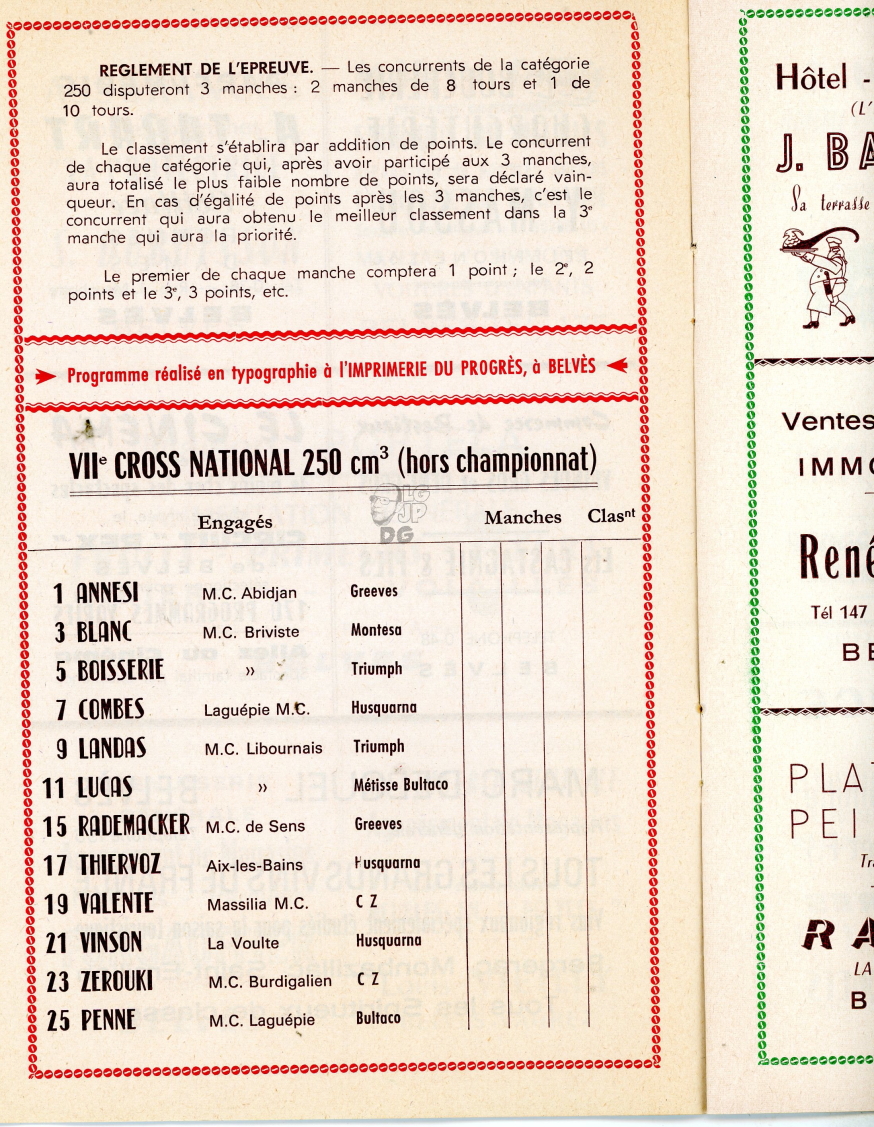 REGLEMENT DE L'EPREUVE. — Les concurrents de la catégorie
250 disputeront 3 manches : 2 manches de 8 tours et 1 de
10 tours.
Le classement s'établira par addition de points. Le concurrent
de chaque catégorie qui, après avoir participé aux 3 manches,
aura totalisé le plus faible nombre de points, sera déclaré vain-
queur. En cas d'égalité de points après les 3 manches, c'est le
concurrent qui aura obtenu le meilleur classement dans la 3e
manche qui aura la priorité.
Le premier de chaque manche comptera 1 point ; le 2e, 2
points et le 3e, 3 points, etc.
Programme réalisé en typographie à l'IMPRIMERIE DU PROGRÈS, à BELVÈS
VIIe CROSS NATIONAL 250 cm3 (hors championnat)
LG
JP
DG
Engagés Manches Clasnt
1 ANNESI M.C. Abidjan Greeves
3 BLANC M.C. Briviste Montesa
5 BOISSERIE » Triumph
7 COMBES Laguépie M.C. Husquarna
9 LANDAS M.C. Libournais Triumph
11 LUCAS » Métisse Bultaco
15 RADEMACKER M.C. de Sens Greeves
17 THIERVOZ Aix-les-Bains Husquarna
19 VALENTE Massilia M.C. C Z
21 VINSON La Voulte Husquarna
23 ZEROUKI M.C. Burdigalien C Z
25 PENNE M.C. Laguépie Bultaco
Hôtel -
(L'
J. BA
Sa terrasse
Ventes
IMMO
René
Tél 147
BE
PLAT
PEI
Tra
RA
LA
B